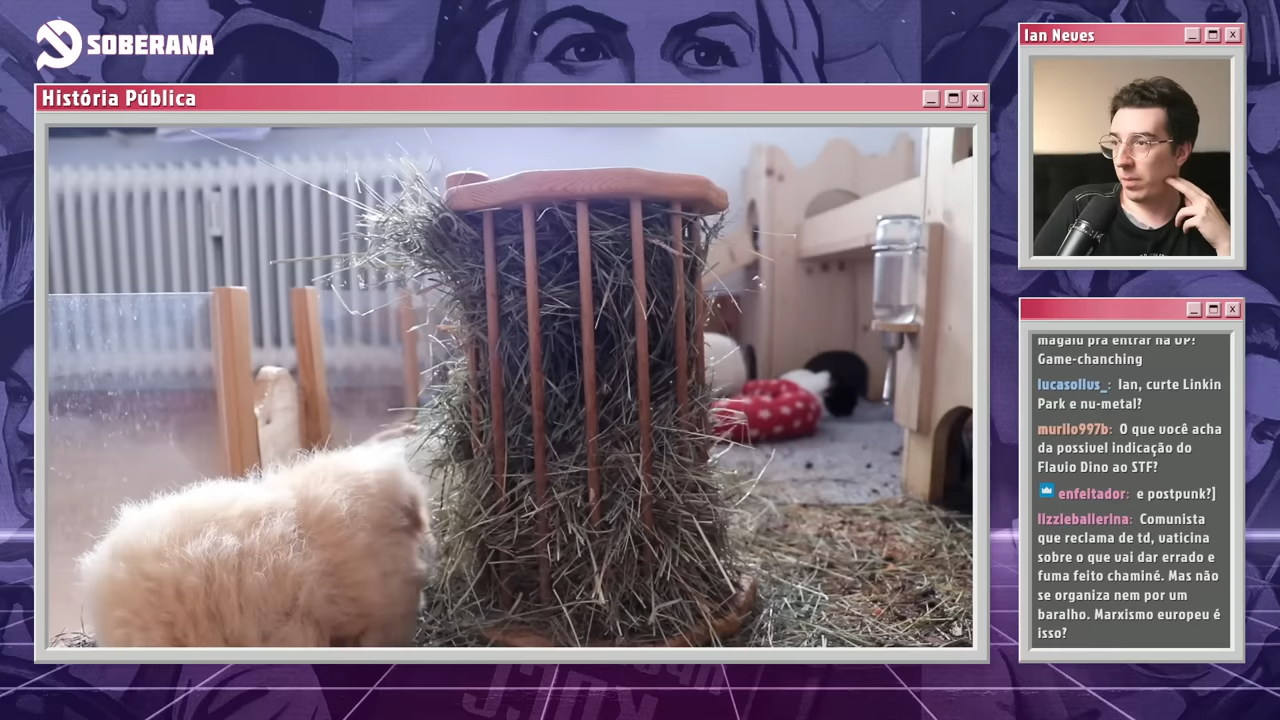 SOBERANA
História Pública
Ian Neves
magalu pra entrar na UP?
Game-chanching
lucasollus_: Ian, curte Linkin
Park e nu-metal?
murilo997b: O que você acha
da possivel indicação do
Flavio Dino ao STF?
enfeitador: e postpunk?]
lizzieballerina: Comunista
que reclama de td, vaticina
sobre o que vai dar errado e
fuma feito chaminé. Mas não
se organiza nem por um
baralho. Marxismo europeu é
isso?